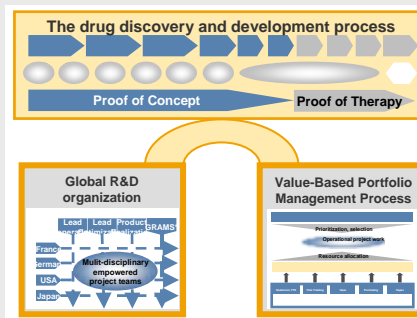 The drug discovery and development process
Proof of Concept
Proof of Therapy
Global R&D
organization
Lead
Lead
Product
GRAMS
France
USA
Japan
Mulit-disciplinary
empowered
project teams
Value-Based Portfolio
Management Process
Prioritization, selection
Operational project work
Resource allocation